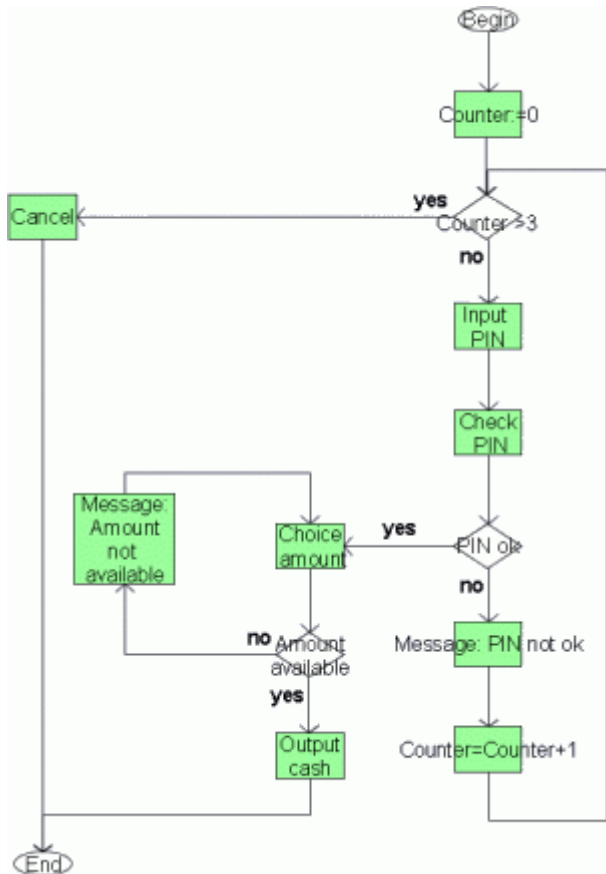 Begin
Counter:=0
yes
Cancel
Counter >3
no
Input
PIN
Check
PIN
Message:
Amount
not
available
Choice
amount
yes
PIN ok
no
no
Amount
available
Message: PIN not ok
yes
Output
cash
Counter=Counter+1
End